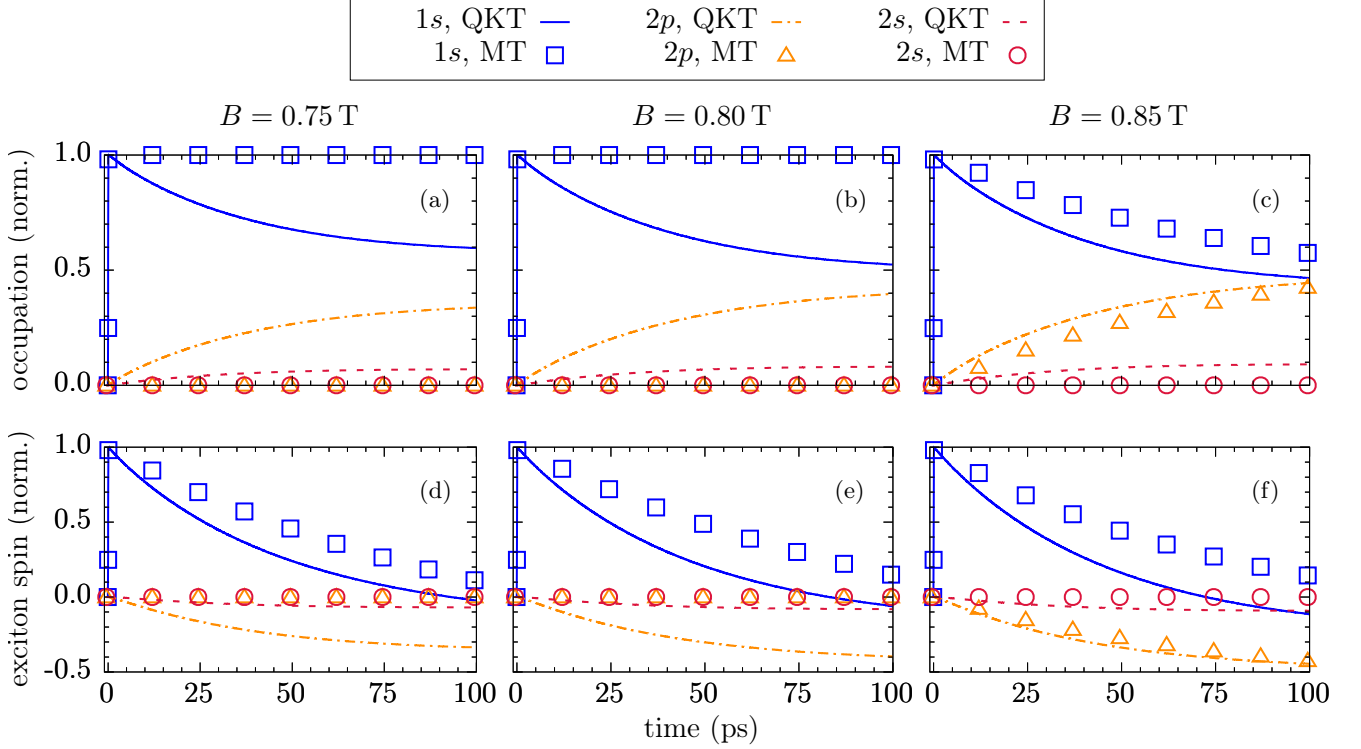 1s, QKT 2p, QKT 2s, QKT
1s, MT 2p, MT 2s, MT
B = 0.75 T B = 0.80 T B = 0.85 T
occupation (norm.)
1.0
0.5
0.0
(a) (b) (c)
exciton spin (norm.)
1.0
0.5
0.0
-0.5
(d) (e) (f)
0 25 50 75 100 0 25 50 75 100 0 25 50 75 100
time (ps)